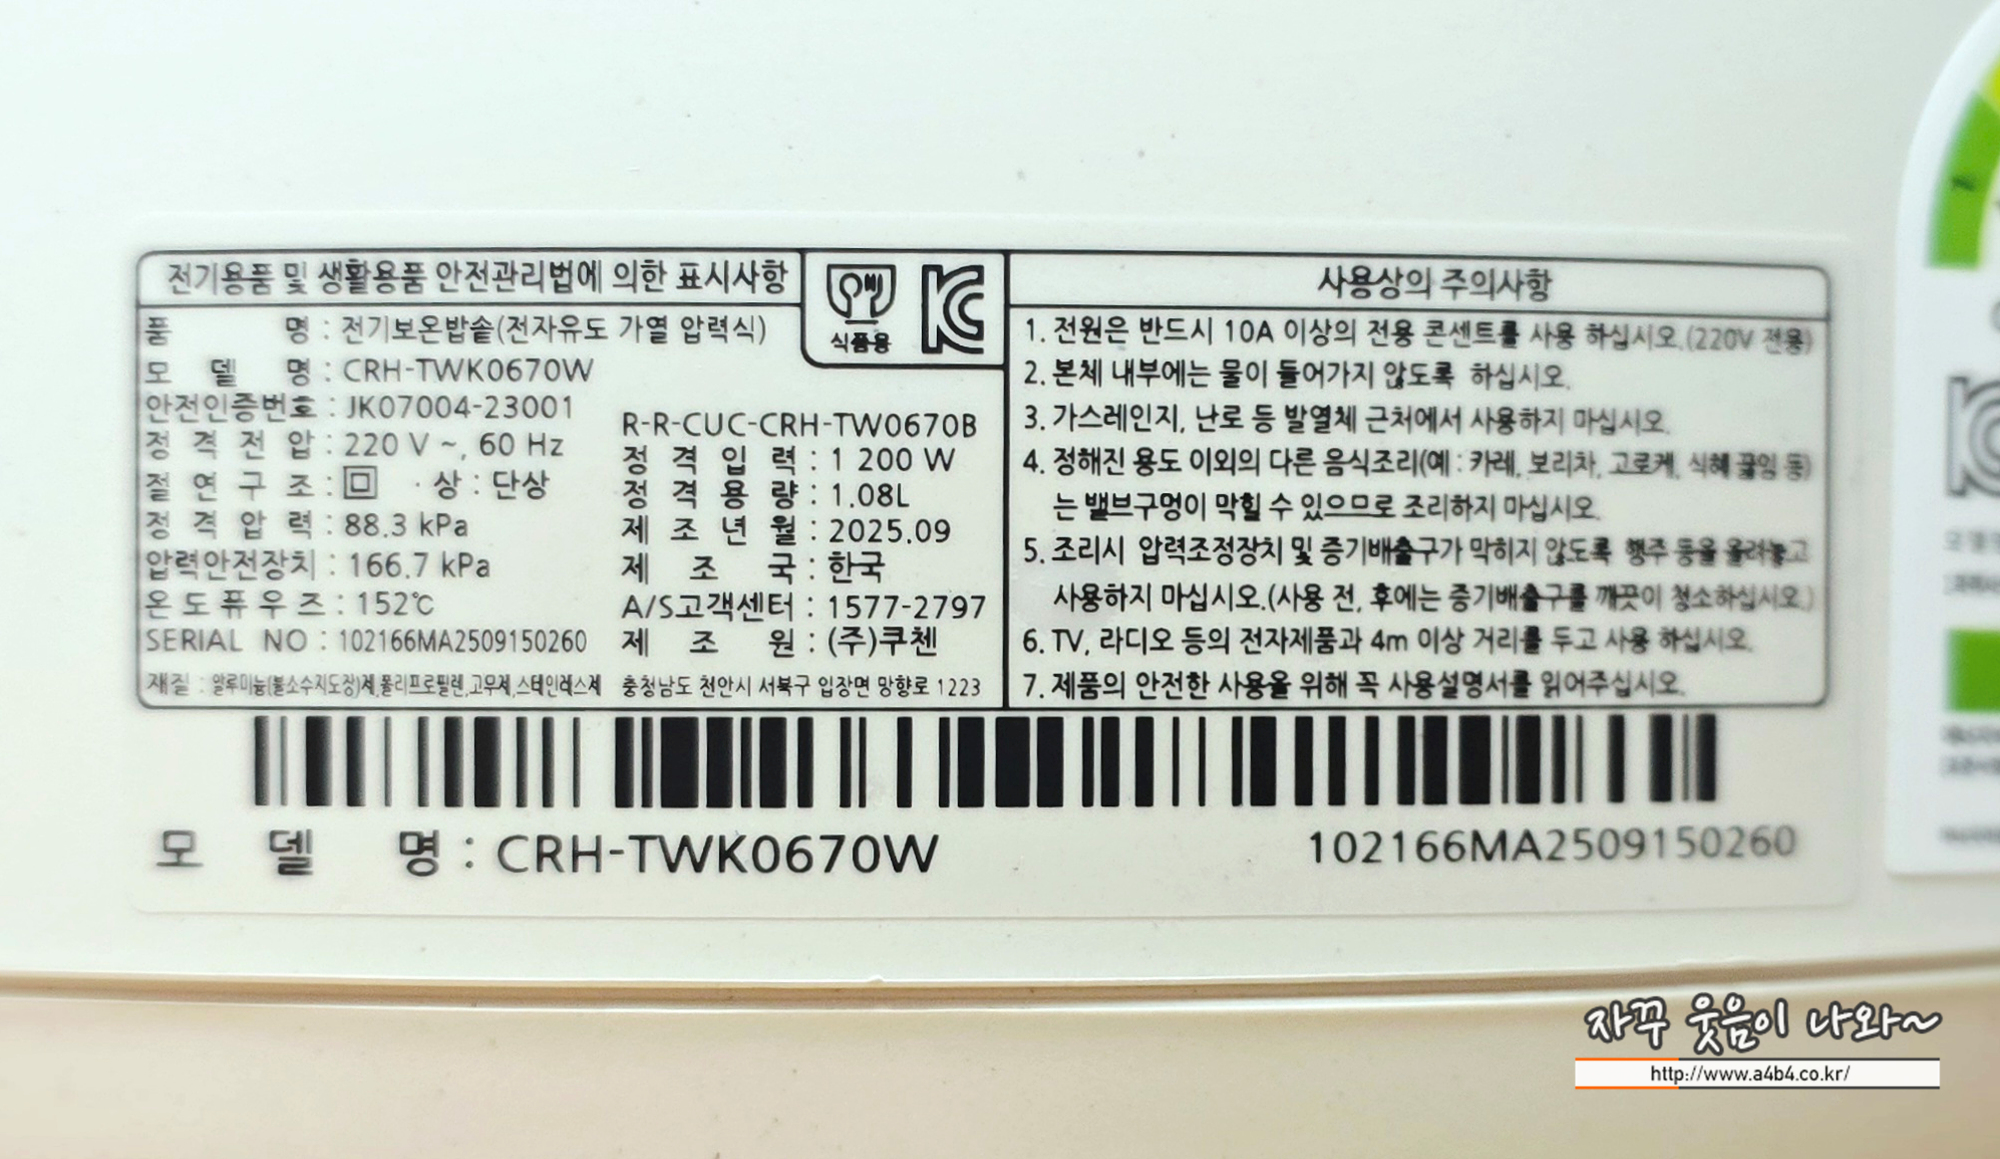 전기용품 및 생활용품 안전관리법에 의한 표시사항
식품용
품 명 : 전기보온밥솥(전자유도 가열 압력식)
모 델 명 : CRH-TWK0670W
안전인증번호 : JK07004-23001
정 격 전 압 : 220 V ~, 60 Hz
절 연 구 조 : · 상 : 단상
정 격 압 력 : 88.3 kPa
압력안전장치 : 166.7 kPa
온 도 퓨 우 즈 : 152℃
SERIAL NO : 102166MA2509150260
재질 : 알루미늄(불소수지도장)제,폴리프로필렌,고무제,스테인레스제
R-R-CUC-CRH-TW0670B
정 격 입 력 : 1 200 W
정 격 용 량 : 1.08L
제 조 년 월 : 2025.09
제 조 국 : 한국
A/S고객센터 : 1577-2797
제 조 원 : (주)쿠첸
충청남도 천안시 서북구 입장면 망향로 1223
사용상의 주의사항
1. 전원은 반드시 10A 이상의 전용 콘센트를 사용 하십시오.(220V 전용)
2. 본체 내부에는 물이 들어가지 않도록 하십시오.
3. 가스레인지, 난로 등 발열체 근처에서 사용하지 마십시오.
4. 정해진 용도 이외의 다른 음식조리(예 : 카레, 보리차, 고로케, 식혜 끓임 등)
는 밸브구멍이 막힐 수 있으므로 조리하지 마십시오.
5. 조리시 압력조정장치 및 증기배출구가 막히지 않도록 행주 등을 올려놓고
사용하지 마십시오.(사용 전, 후에는 증기배출구를 깨끗이 청소하십시오.)
6. TV, 라디오 등의 전자제품과 4m 이상 거리를 두고 사용 하십시오.
7. 제품의 안전한 사용을 위해 꼭 사용설명서를 읽어주십시오.
모 델 명 : CRH-TWK0670W
102166MA2509150260
자꾸 웃음이 나와~
http://www.a4b4.co.kr/